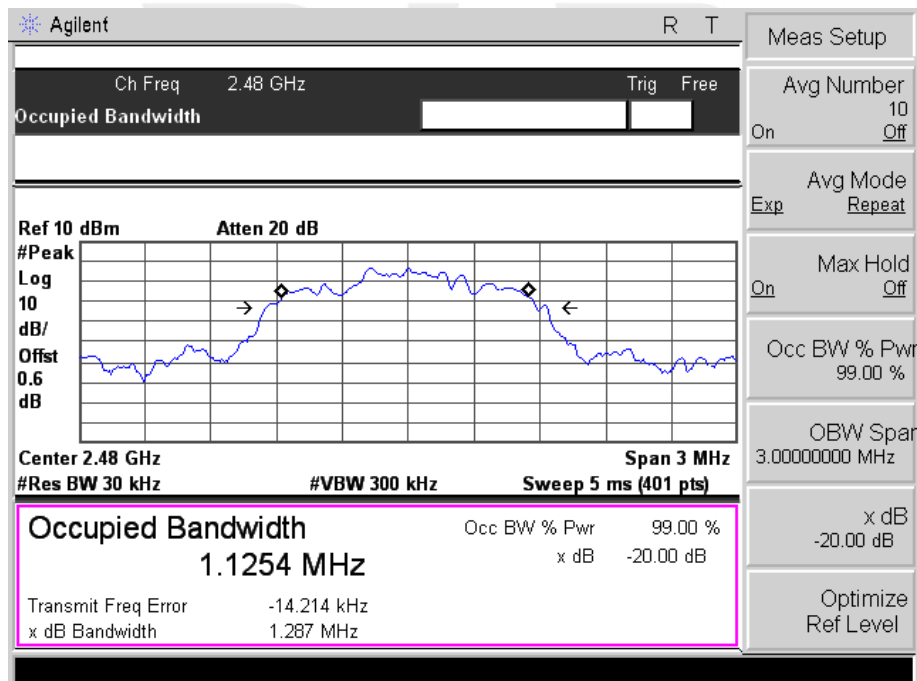 Agilent
R T
Ch Freq 2.48 GHz Trig Free
Occupied Bandwidth
Ref 10 dBm Atten 20 dB
#Peak
Log
10
dB/
Offst
0.6
dB
Center 2.48 GHz Span 3 MHz
#Res BW 30 kHz #VBW 300 kHz Sweep 5 ms (401 pts)
Occupied Bandwidth
1.1254 MHz
Occ BW % Pwr 99.00 %
x dB -20.00 dB
Transmit Freq Error -14.214 kHz
x dB Bandwidth 1.287 MHz
Meas Setup
Avg Number
10
On Off
Avg Mode
Exp Repeat
Max Hold
On Off
Occ BW % Pwr
99.00 %
OBW Span
3.00000000 MHz
x dB
-20.00 dB
Optimize
Ref Level